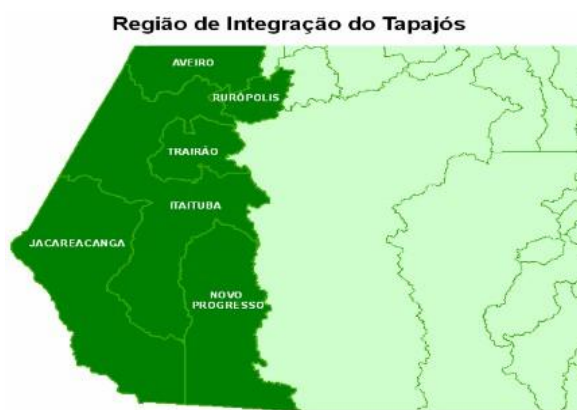 Região de Integração do Tapajós
AVEIRO
RURÓPOLIS
TRAIRÃO
ITAITUBA
JACAREACANGA
NOVO
PROGRESSO